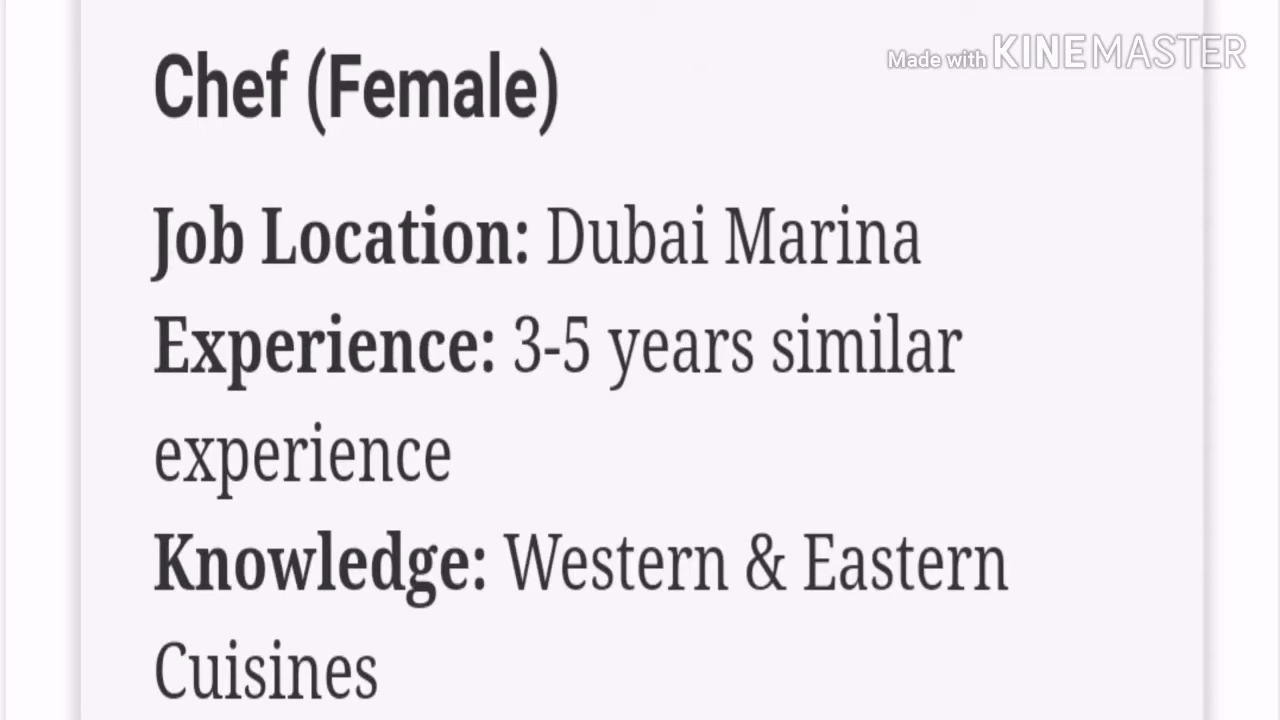 Made with KINEMASTER
Chef (Female)
Job Location: Dubai Marina
Experience: 3-5 years similar
experience
Knowledge: Western & Eastern
Cuisines